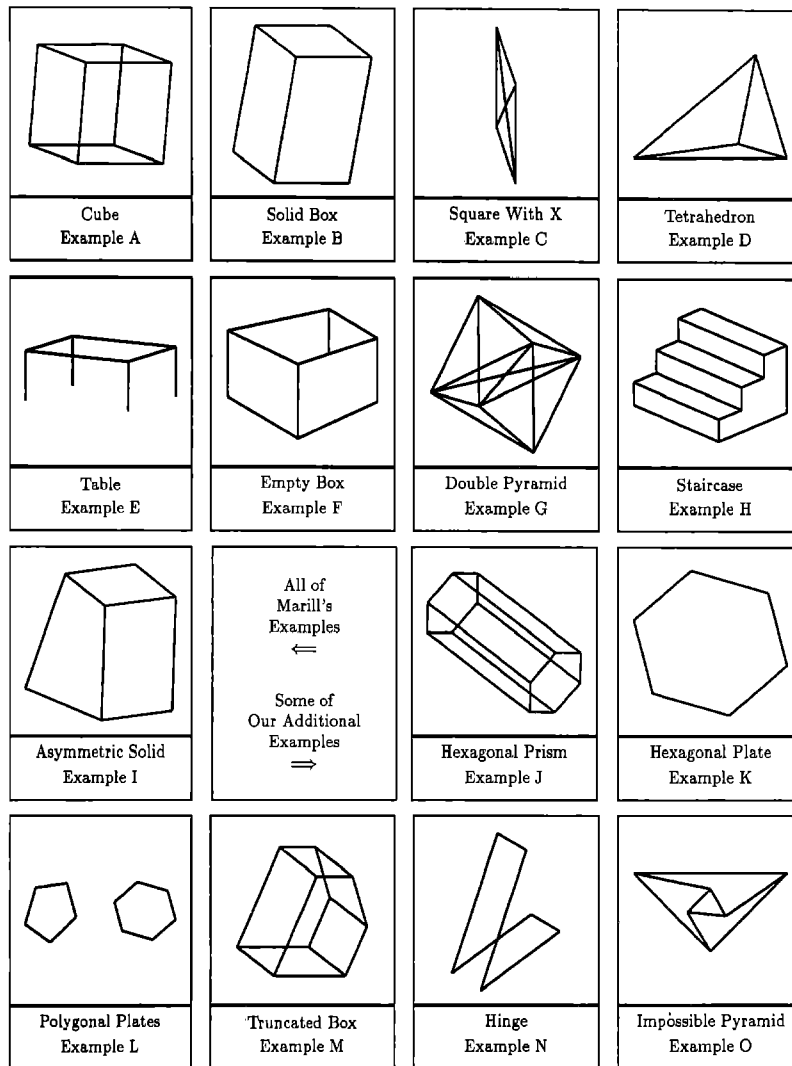 Cube
Example A
Solid Box
Example B
Square With X
Example C
Tetrahedron
Example D
Table
Example E
Empty Box
Example F
Double Pyramid
Example G
Staircase
Example H
Asymmetric Solid
Example I
All of
Marill's
Examples
⇐
Some of
Our Additional
Examples
⇒
Hexagonal Prism
Example J
Hexagonal Plate
Example K
Polygonal Plates
Example L
Truncated Box
Example M
Hinge
Example N
Impossible Pyramid
Example O